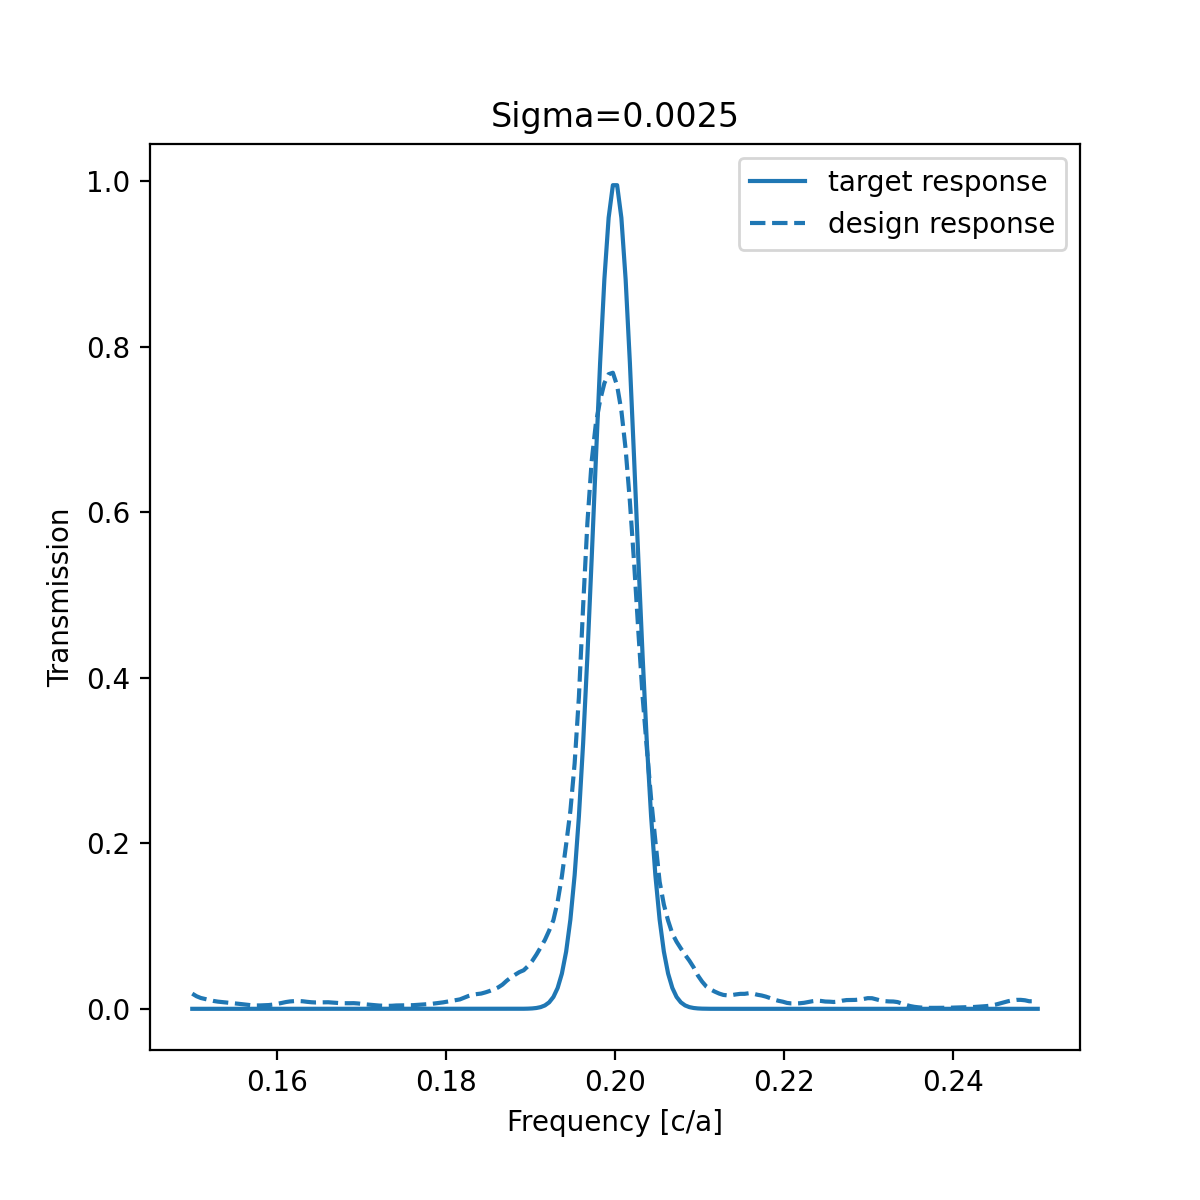 Sigma=0.0025
target response
design response
1.0
0.8
0.6
0.4
0.2
0.0
Transmission
0.16 0.18 0.20 0.22 0.24
Frequency [c/a]